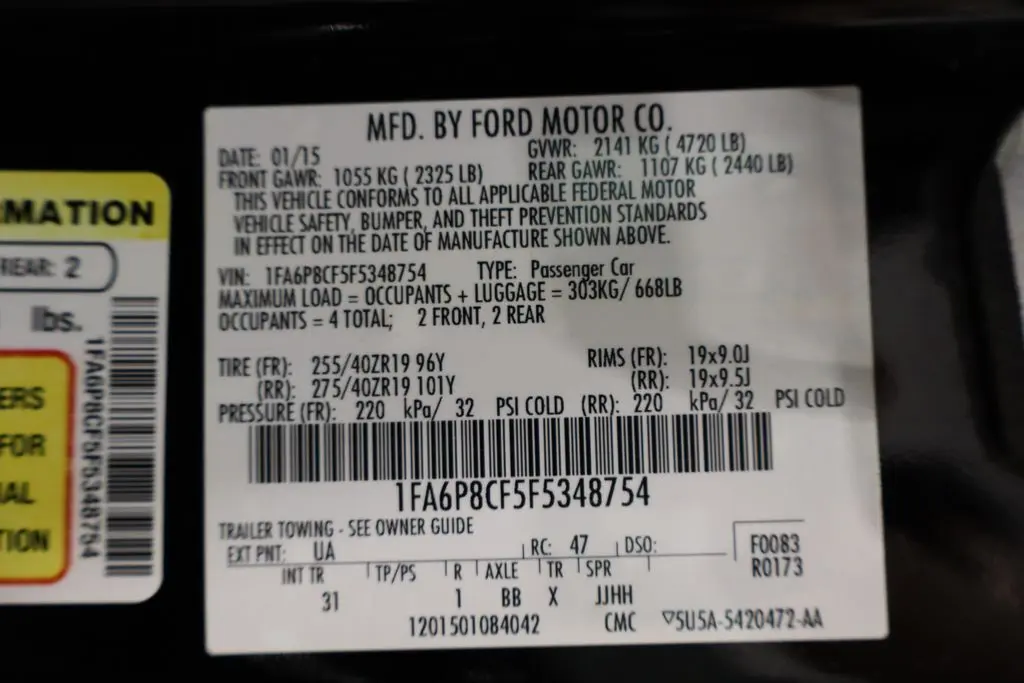 MFD. BY FORD MOTOR CO.
DATE: 01/15 GVWR: 2141 KG ( 4720 LB)
FRONT GAWR: 1055 KG ( 2325 LB) REAR GAWR: 1107 KG ( 2440 LB)
THIS VEHICLE CONFORMS TO ALL APPLICABLE FEDERAL MOTOR
VEHICLE SAFETY, BUMPER, AND THEFT PREVENTION STANDARDS
IN EFFECT ON THE DATE OF MANUFACTURE SHOWN ABOVE.
VIN: 1FA6P8CF5F5348754 TYPE: Passenger Car
MAXIMUM LOAD = OCCUPANTS + LUGGAGE = 303KG/ 668LB
OCCUPANTS = 4 TOTAL; 2 FRONT, 2 REAR
TIRE (FR): 255/40ZR19 96Y RIMS (FR): 19x9.0J
(RR): 275/40ZR19 101Y (RR): 19x9.5J
PRESSURE (FR): 220 kPa/ 32 PSI COLD (RR): 220 kPa/ 32 PSI COLD
1FA6P8CF5F5348754
TRAILER TOWING - SEE OWNER GUIDE
EXT PNT: UA RC: 47 DSO: F0083
R0173
INT TR TP/PS R AXLE TR SPR
31 1 BB X JJHH
1201501084042 CMC ▽5U5A-5420472-AA
RMATION
REAR: 2
lbs.
1FA6P8CF5F5348754
ERS
FOR
AL
TION